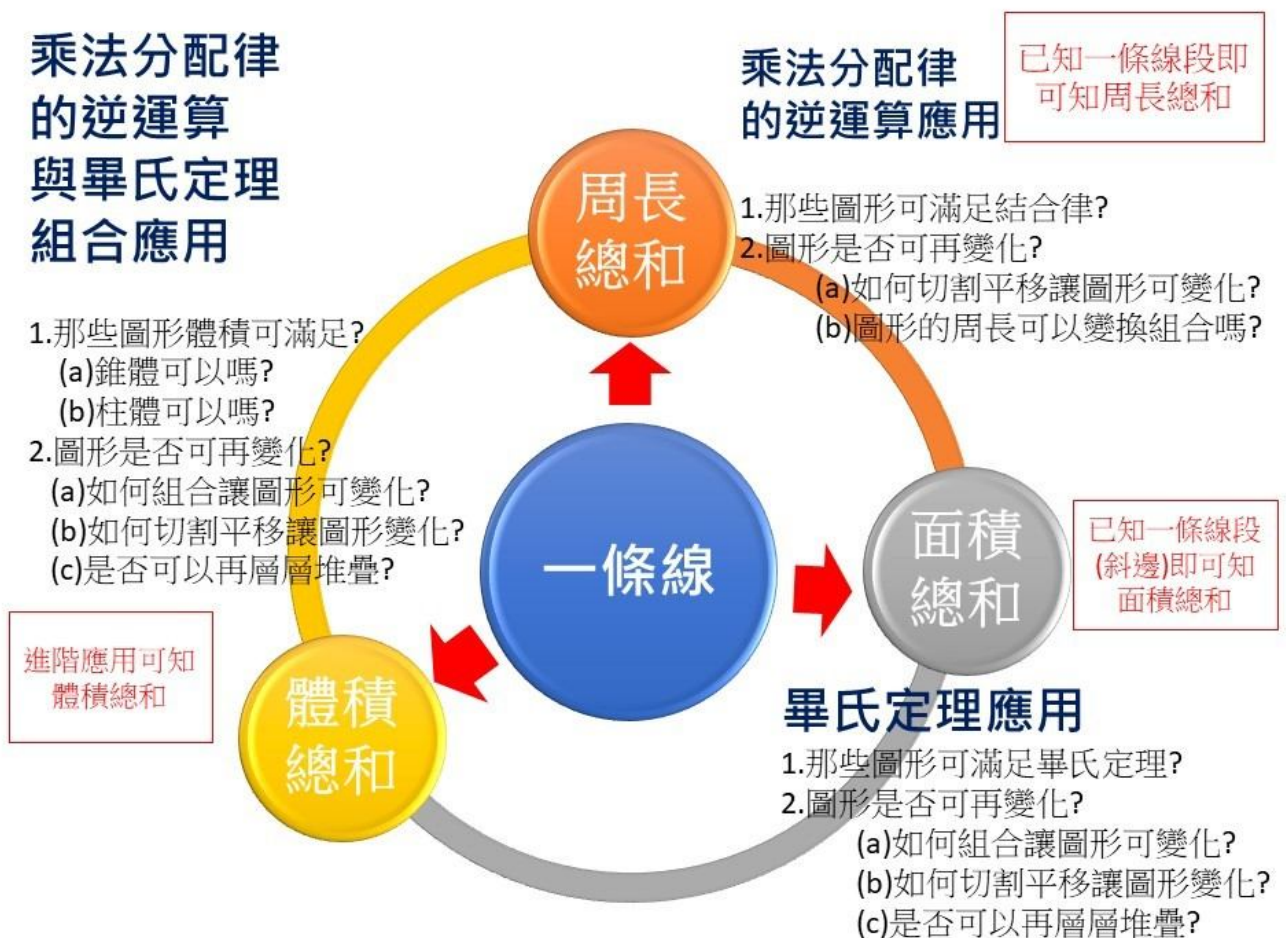 乘法分配律
的逆運算
與畢氏定理
組合應用
1.那些圖形體積可滿足?
(a)錐體可以嗎?
(b)柱體可以嗎?
2.圖形是否可再變化?
(a)如何組合讓圖形可變化?
(b)如何切割平移讓圖形變化?
(c)是否可以再層層堆疊?
進階應用可知
體積總和
體積
總和
周長
總和
一條線
乘法分配律
的逆運算應用
已知一條線段即
可知周長總和
1.那些圖形可滿足結合律?
2.圖形是否可再變化?
(a)如何切割平移讓圖形可變化?
(b)圖形的周長可以變換組合嗎?
面積
總和
已知一條線段
(斜邊)即可知
面積總和
畢氏定理應用
1.那些圖形可滿足畢氏定理?
2.圖形是否可再變化?
(a)如何組合讓圖形可變化?
(b)如何切割平移讓圖形變化?
(c)是否可以再層層堆疊?